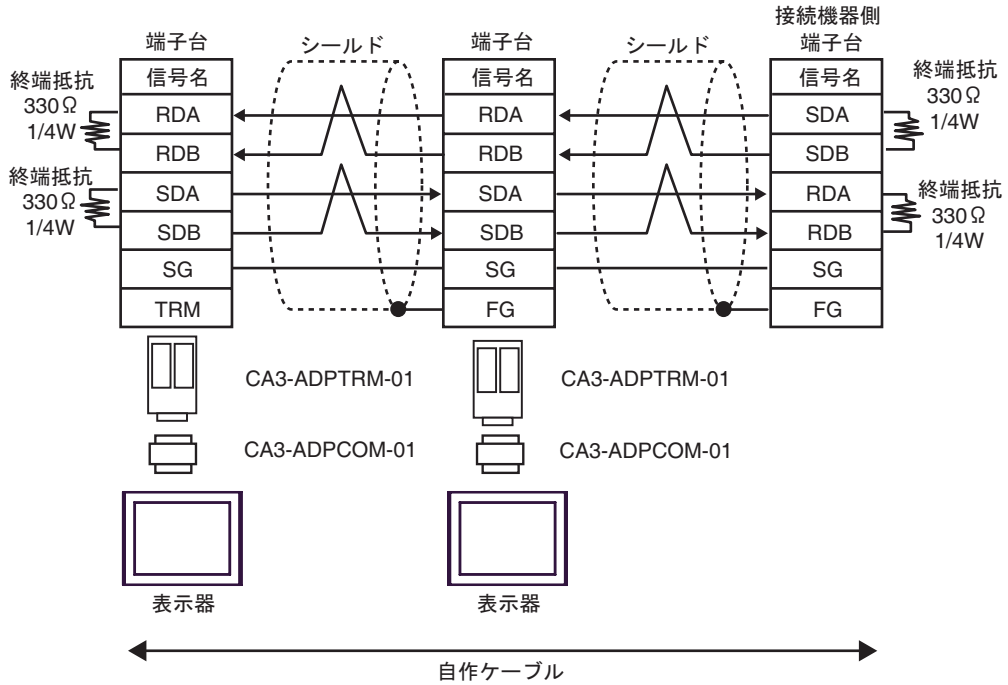 接続機器側
端子台
シールド
端子台
シールド
端子台
終端抵抗
330Ω
1/4W
終端抵抗
330Ω
1/4W
信号名
RDA
RDB
SDA
SDB
SG
TRM
信号名
RDA
RDB
SDA
SDB
SG
FG
信号名
SDA
SDB
RDA
RDB
SG
FG
終端抵抗
330Ω
1/4W
終端抵抗
330Ω
1/4W
CA3-ADPTRM-01
CA3-ADPTRM-01
CA3-ADPCOM-01
CA3-ADPCOM-01
表示器
表示器
自作ケーブル